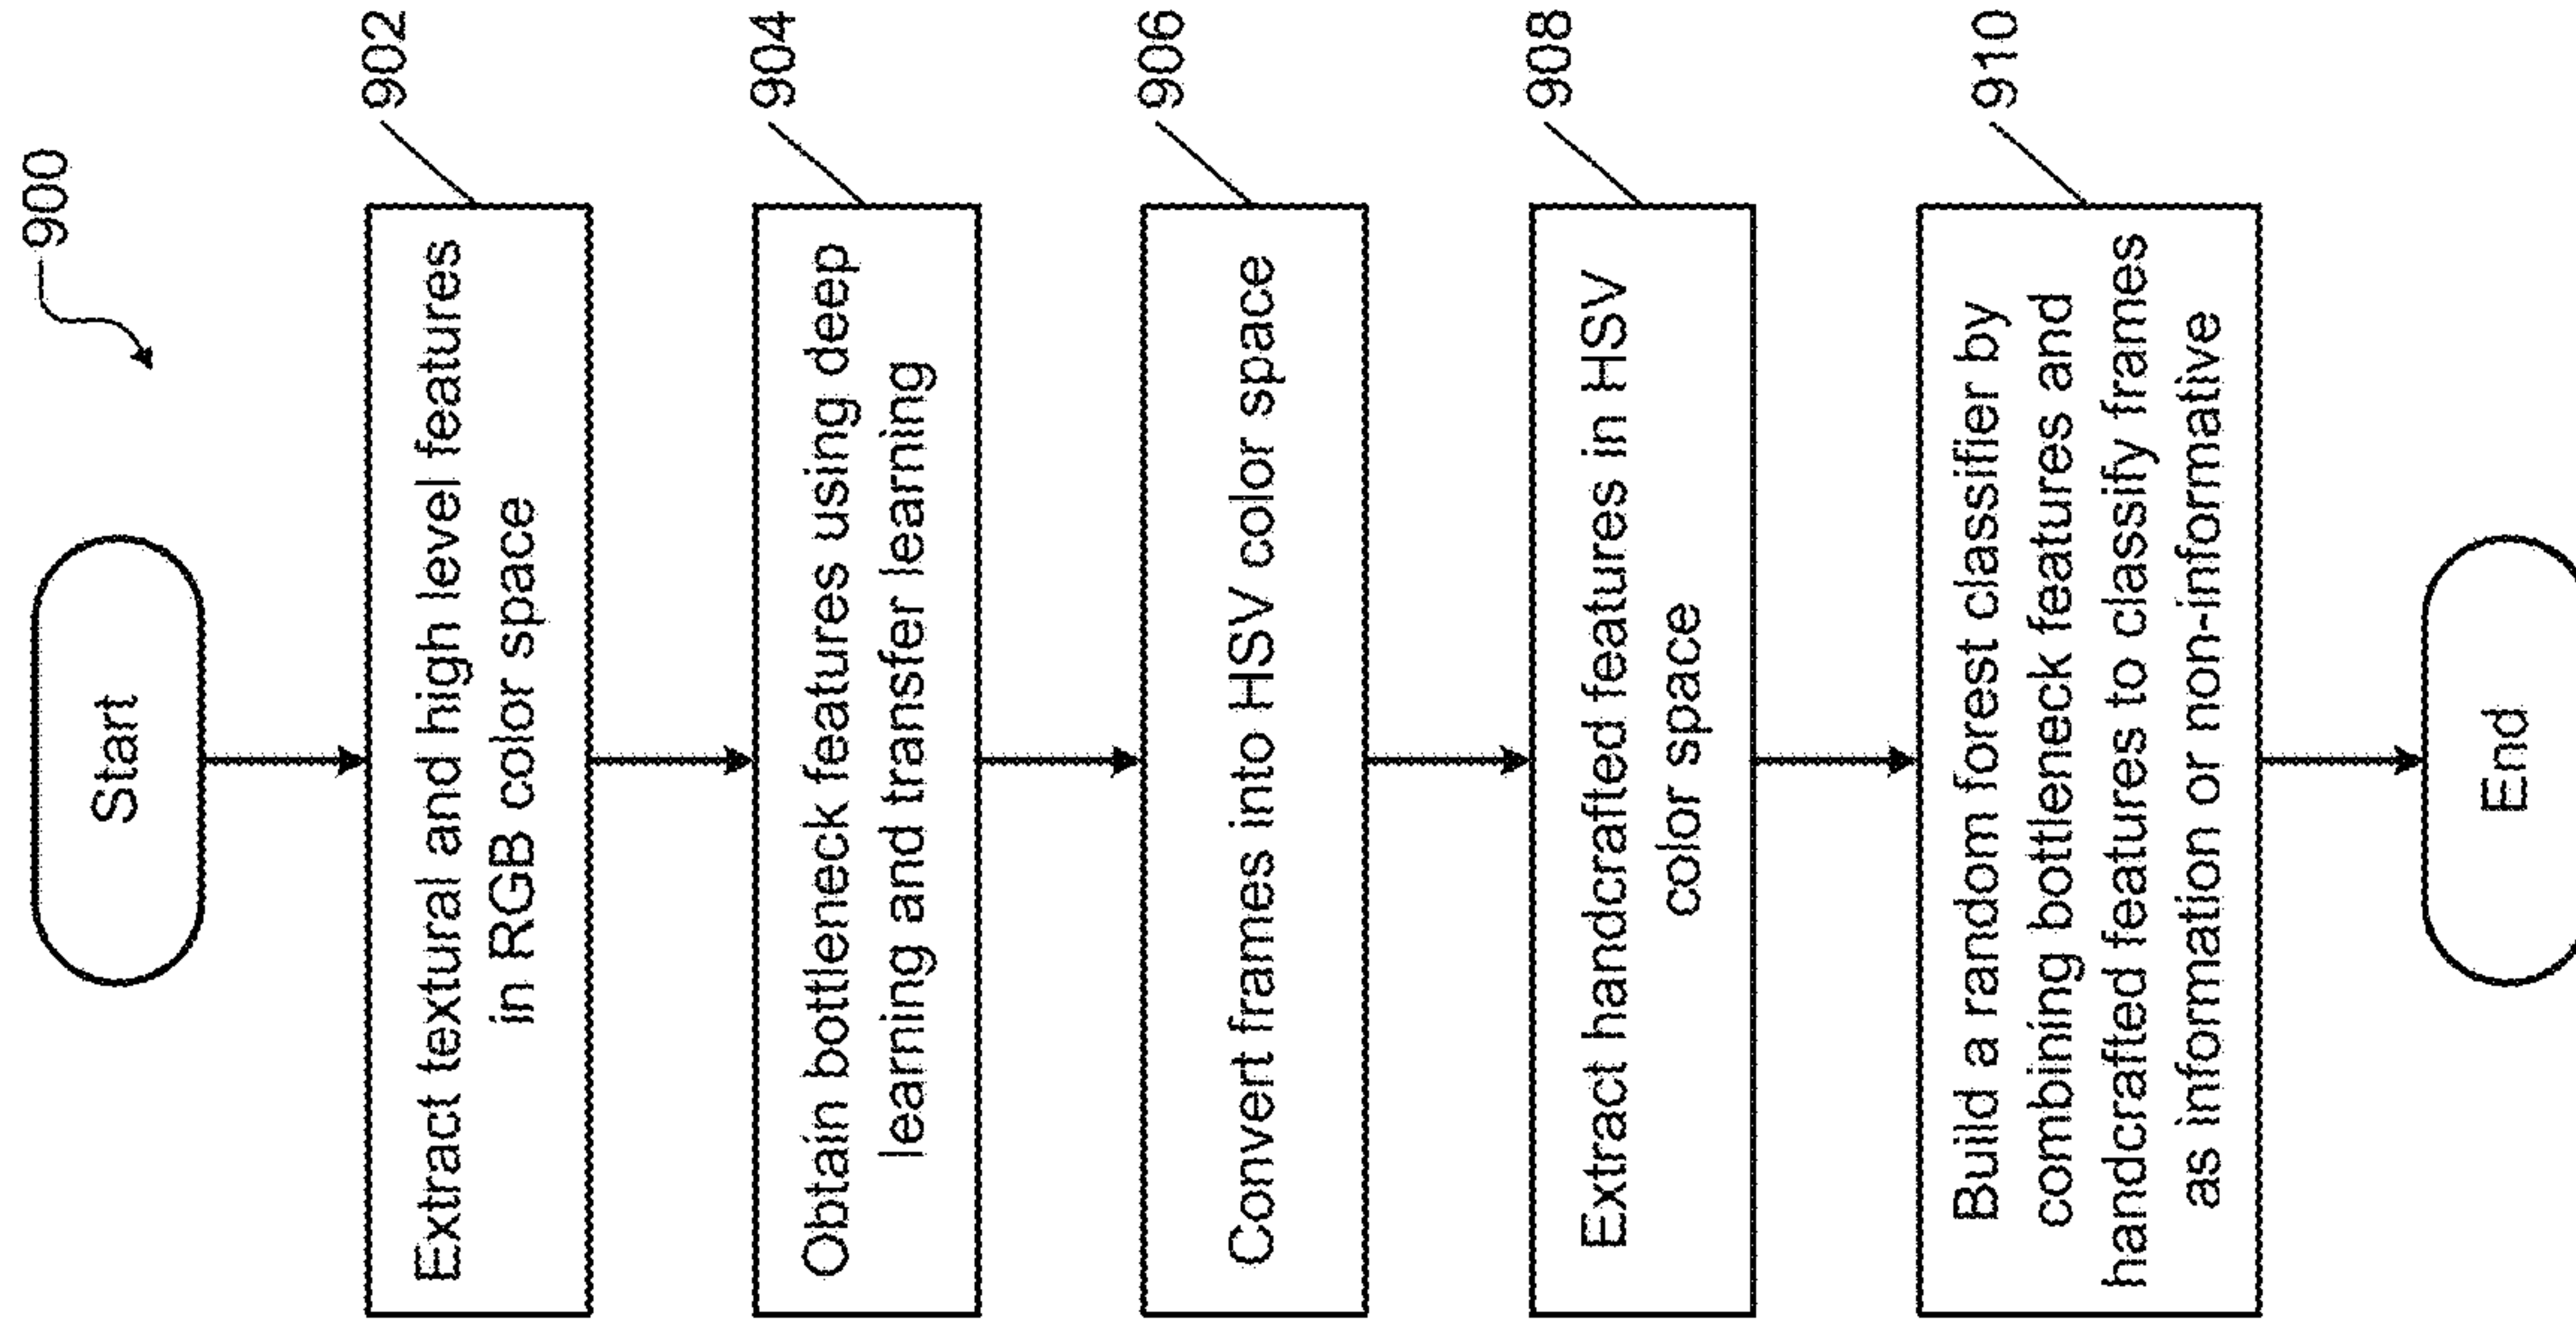 900
Start
Extract textural and high level features
in RGB color space
902
Obtain bottleneck features using deep
learning and transfer learning
904
Convert frames into HSV color space
906
Extract handcrafted features in HSV
color space
908
Build a random forest classifier by
combining bottleneck features and
handcrafted features to classify frames
as information or non-informative
910
End